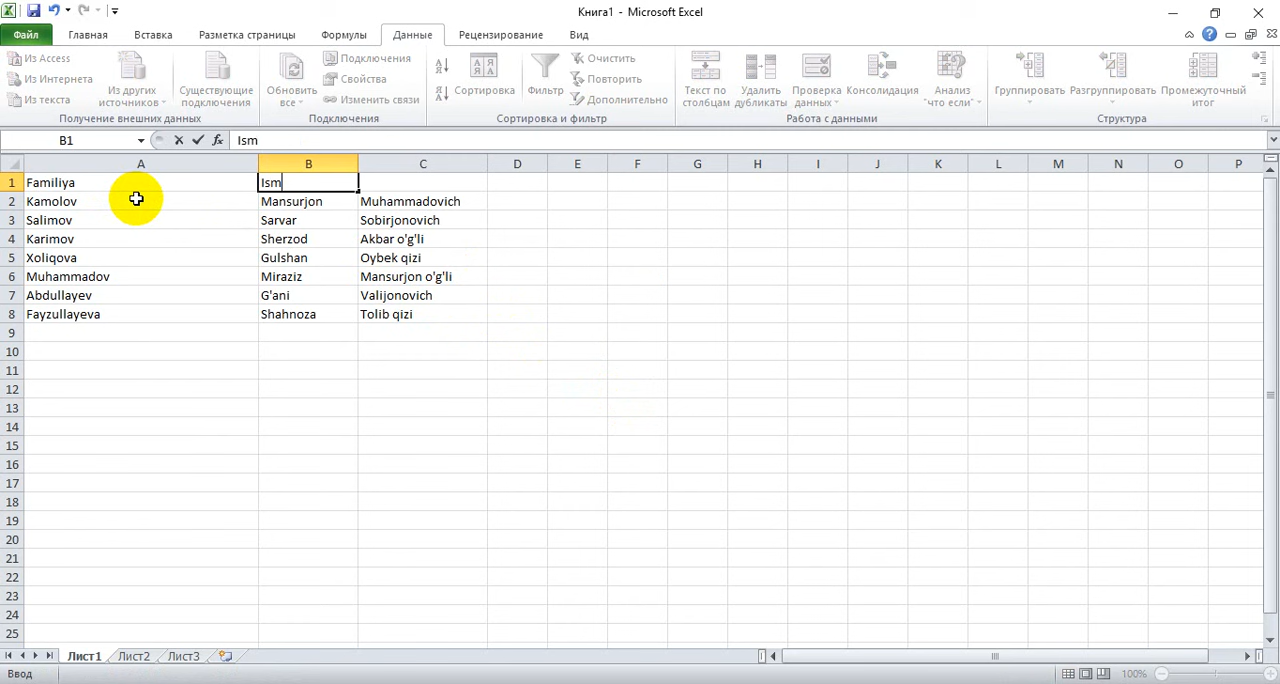 Книга1 - Microsoft Excel
Файл Главная Вставка Разметка страницы Формулы Данные Рецензирование Вид
Из Access
Из Интернета
Из текста
Из других источников
Существующие подключения
Получение внешних данных
Обновить все
Подключения
Свойства
Изменить связи
Подключения
Сортировка
Фильтр
Очистить
Повторить
Дополнительно
Сортировка и фильтр
Текст по столбцам
Удалить дубликаты
Проверка данных
Консолидация
Анализ "что если"
Работа с данными
Группировать
Разгруппировать
Промежуточный итог
Структура
B1 fx Ism
A B C D E F G H I J K L M N O P
1 Familiya Ism
2 Kamolov Mansurjon Muhammadovich
3 Salimov Sarvar Sobirjonovich
4 Karimov Sherzod Akbar o'g'li
5 Xoliqova Gulshan Oybek qizi
6 Muhammadov Miraziz Mansurjon o'g'li
7 Abdullayev G'ani Valijonovich
8 Fayzullayeva Shahnoza Tolib qizi
9
10
11
12
13
14
15
16
17
18
19
20
21
22
23
24
25
Лист1 Лист2 Лист3
Ввод 100%